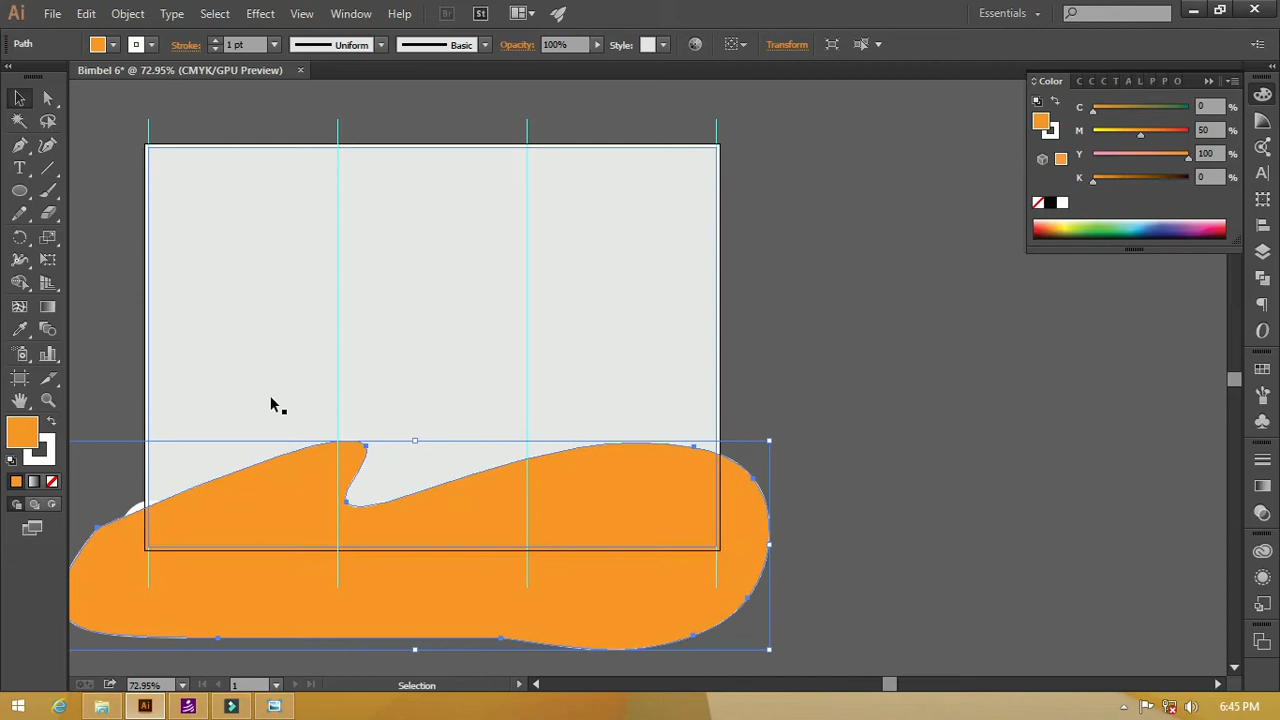 Ai File Edit Object Type Select Effect View Window Help Br St Essentials
Path Stroke: 1 pt Uniform Basic Opacity: 100% Style: Transform
Bimbel 6* @ 72.95% (CMYK/GPU Preview) ×
Color C C C T A L P P O
C 0 %
M 50 %
Y 100 %
K 0 %
72.95% 1 Selection
Ai 6:45 PM